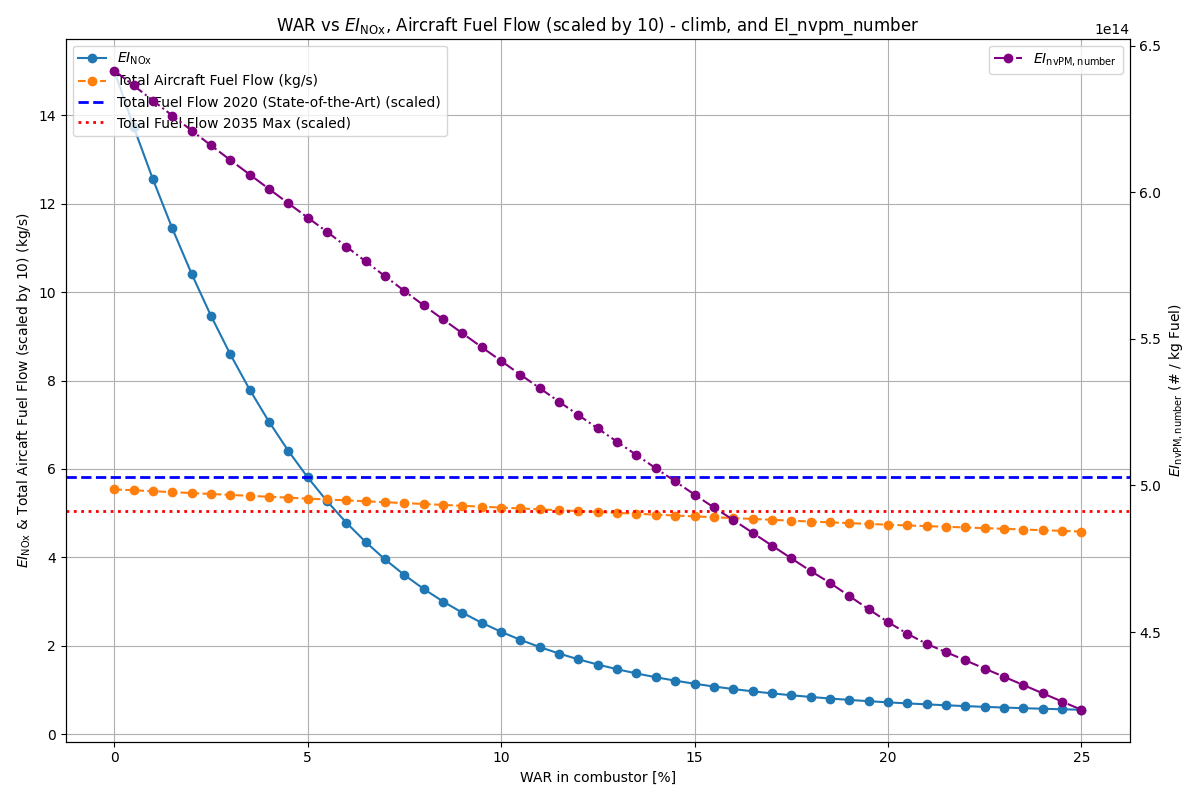 WAR vs EI_NOx, Aircraft Fuel Flow (scaled by 10) - climb, and EI_nvpm_number
1e14
EI_NOx
Total Aircraft Fuel Flow (kg/s)
Total Fuel Flow 2020 (State-of-the-Art) (scaled)
Total Fuel Flow 2035 Max (scaled)
EI_nvPM, number
EI_NOx & Total Aircaft Fuel Flow (scaled by 10) (kg/s)
14
12
10
8
6
4
2
0
6.5
6.0
5.5
5.0
4.5
EI_nvPM, number (# / kg Fuel)
0 5 10 15 20 25
WAR in combustor [%]